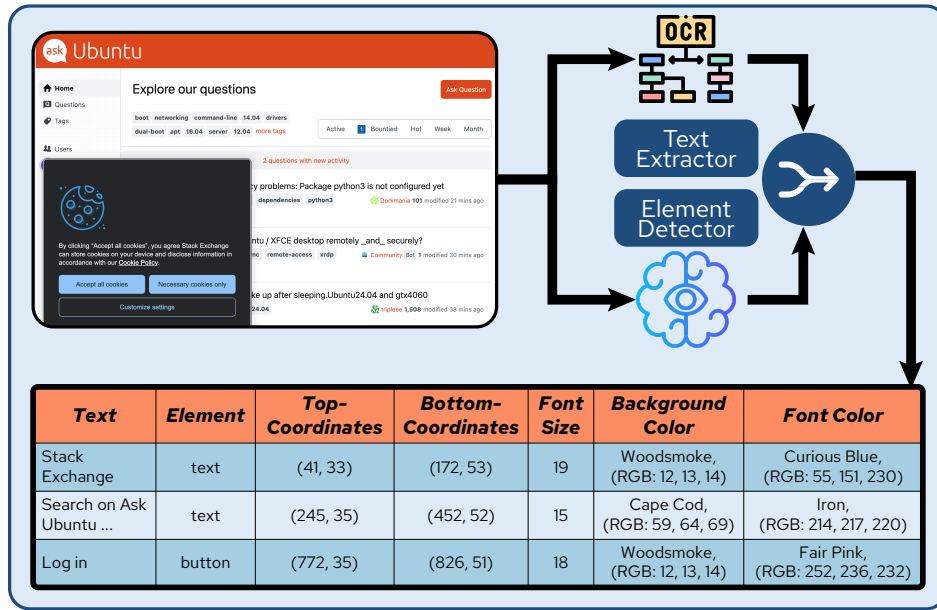 ask Ubuntu
Home
Questions
Tags
Users
Explore our questions
Ask Question
boot networking command-line 14.04 drivers
dual-boot apt 16.04 server 12.04 more tags
Active 1 Bountied Hot Week Month
2 questions with new activity
cy problems: Package python3 is not configured yet
dependencies python3
Dorkmania 101 modified 21 mins ago
ntu / XFCE desktop remotely _and_ securely?
nc remote-access xrdp
Community Bot 1 modified 30 mins ago
ke up after sleeping.Ubuntu24.04 and gtx4060
24.04
tripleee 1,508 modified 38 mins ago
By clicking "Accept all cookies", you agree Stack Exchange
can store cookies on your device and disclose information in
accordance with our Cookie Policy.
Accept all cookies
Necessary cookies only
Customize settings
OCR
Text
Extractor
Element
Detector
Text Element Top-Coordinates Bottom-Coordinates Font Size Background Color Font Color
Stack Exchange text (41, 33) (172, 53) 19 Woodsmoke, (RGB: 12, 13, 14) Curious Blue, (RGB: 55, 151, 230)
Search on Ask Ubuntu ... text (245, 35) (452, 52) 15 Cape Cod, (RGB: 59, 64, 69) Iron, (RGB: 214, 217, 220)
Log in button (772, 35) (826, 51) 18 Woodsmoke, (RGB: 12, 13, 14) Fair Pink, (RGB: 252, 236, 232)